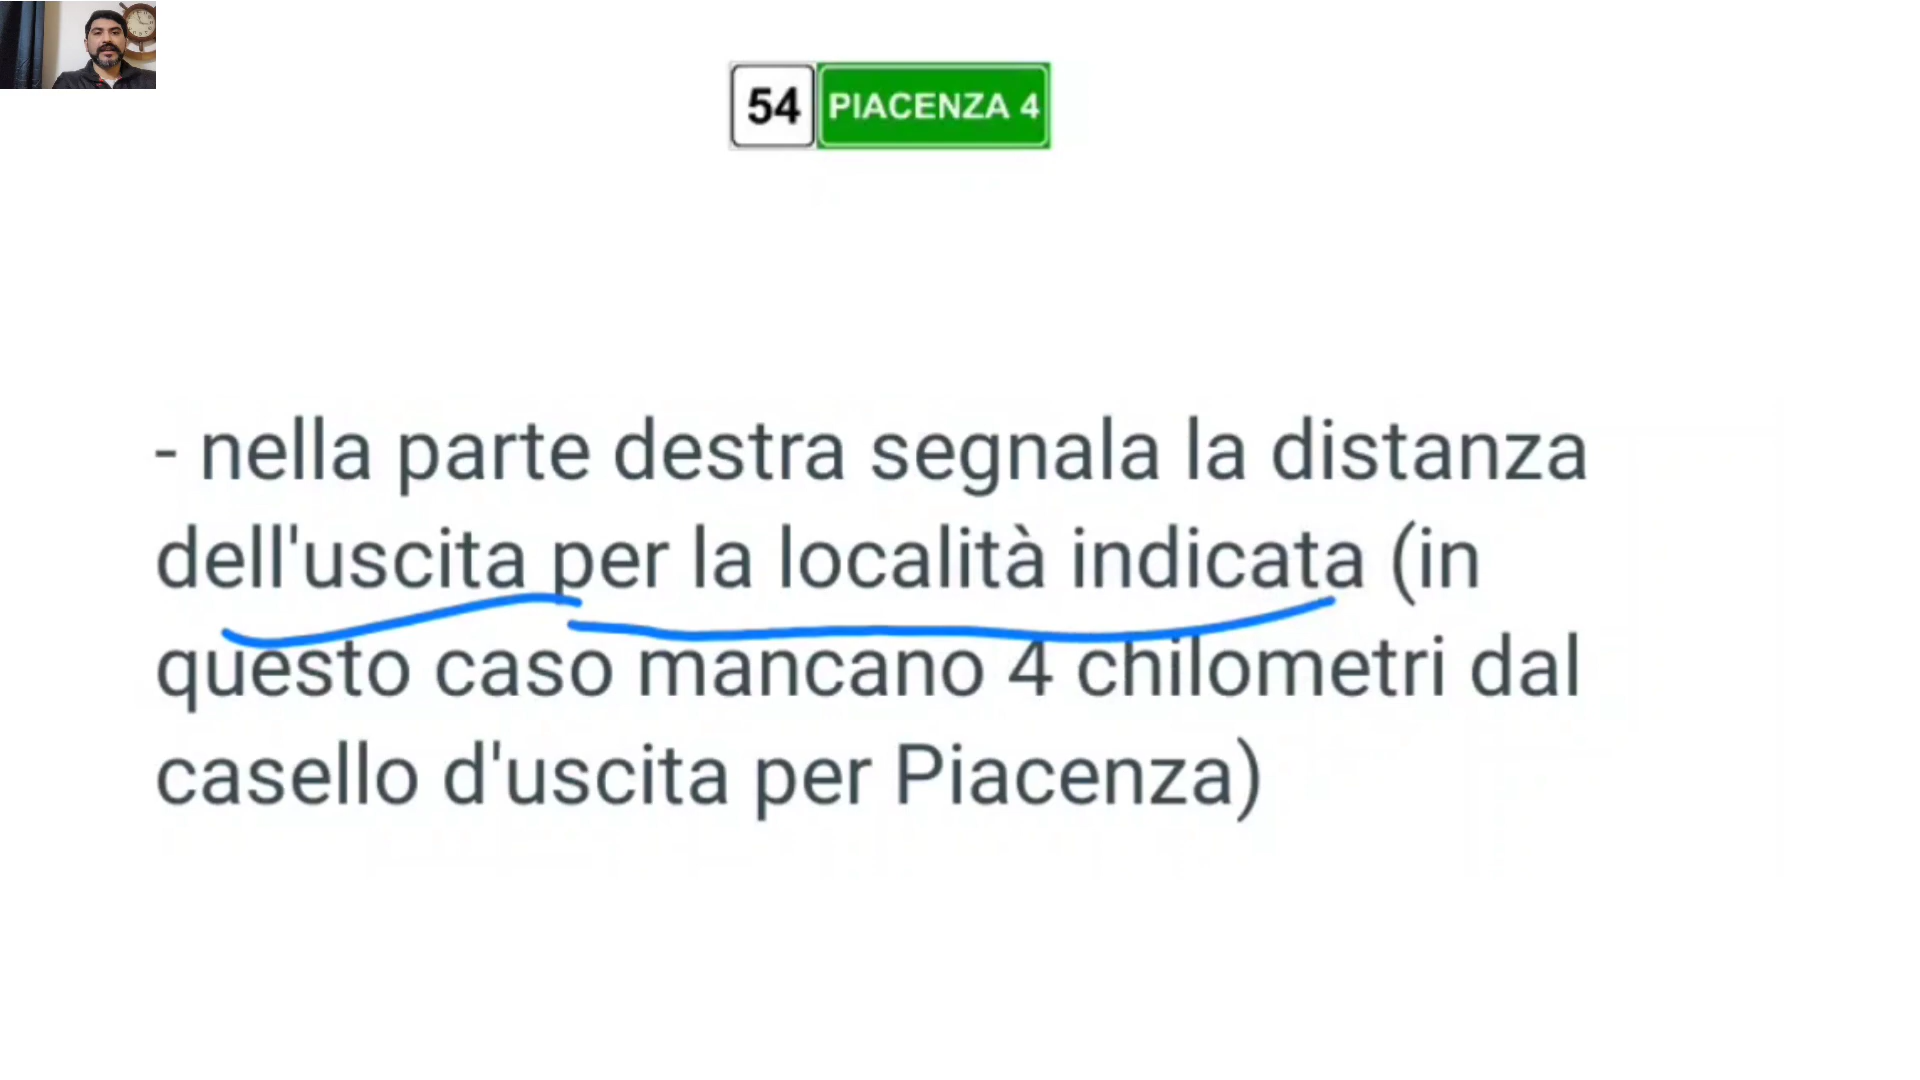 54 PIACENZA 4
- nella parte destra segnala la distanza
dell'uscita per la località indicata (in
questo caso mancano 4 chilometri dal
casello d'uscita per Piacenza)